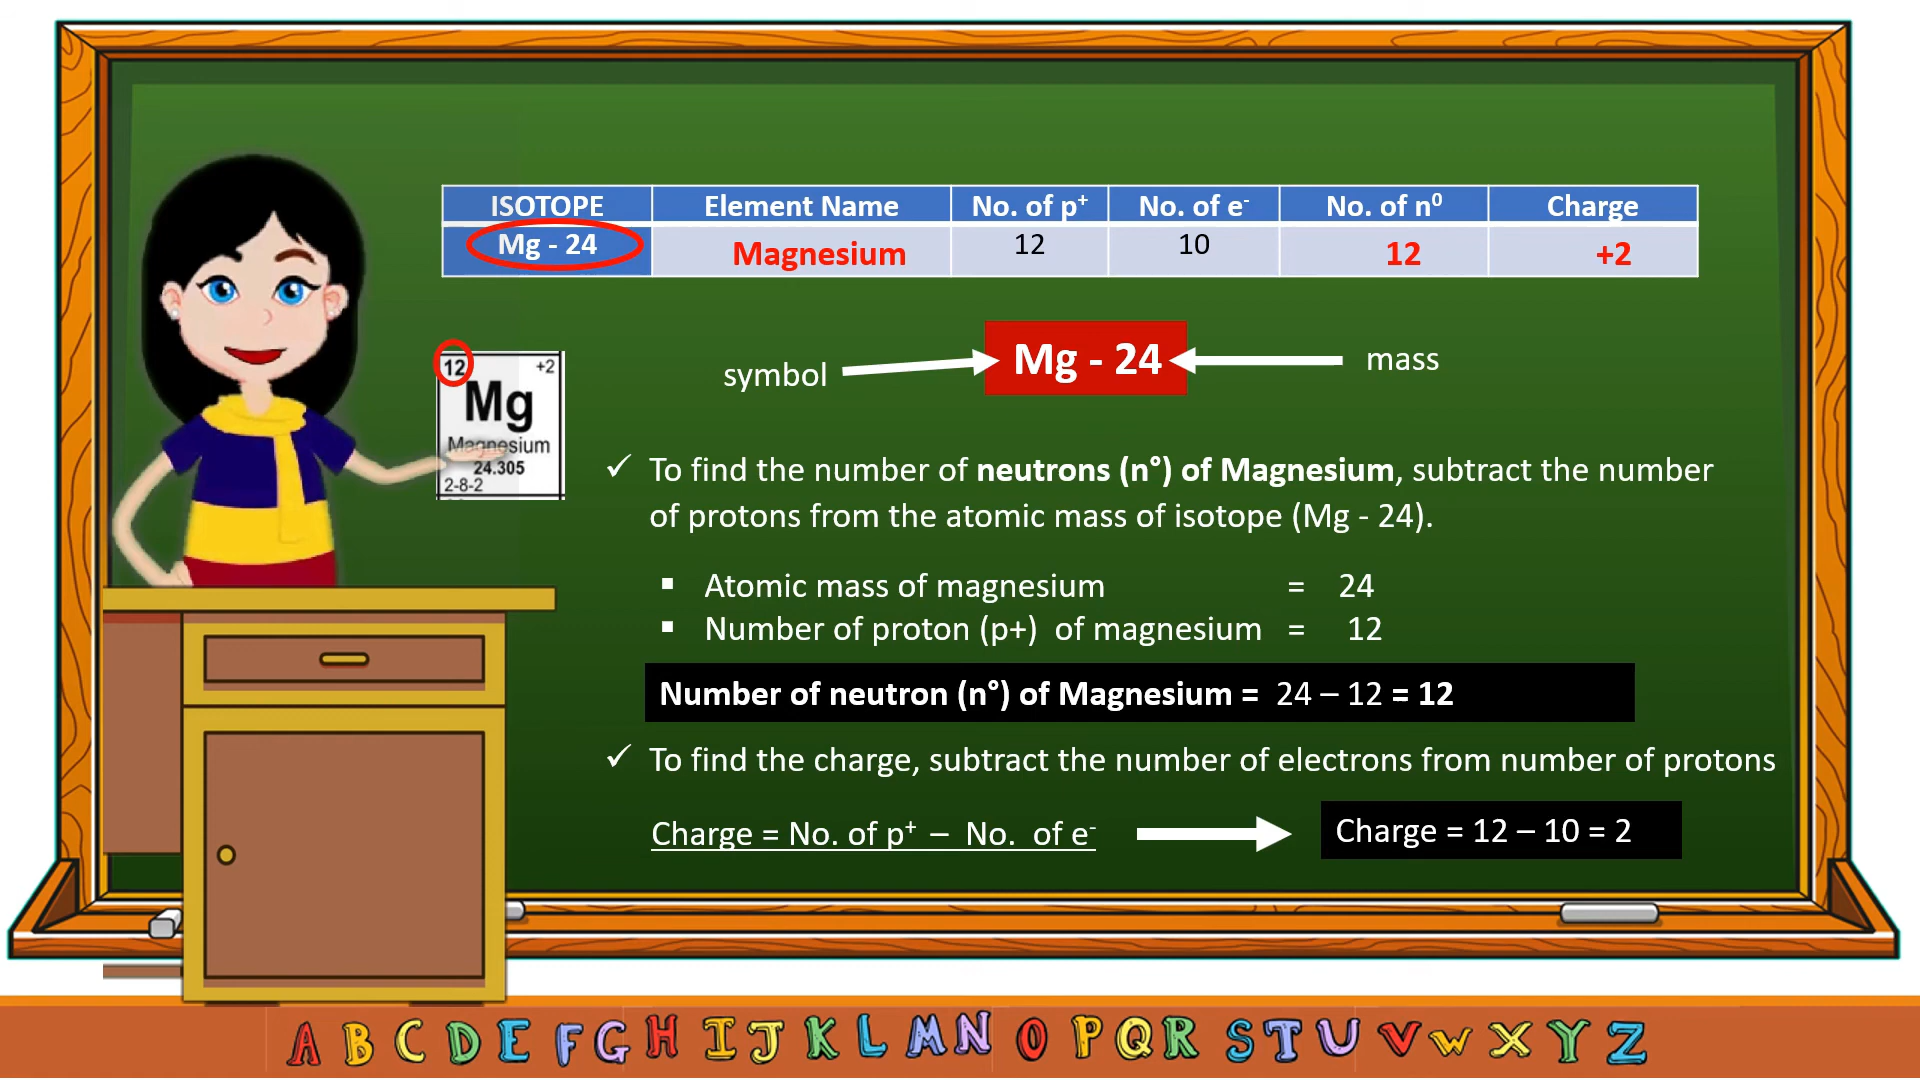 ISOTOPE Element Name No. of p⁺ No. of e⁻ No. of n⁰ Charge
Mg - 24 Magnesium 12 10 12 +2
12 +2
Mg
Magnesium
24.305
2-8-2
symbol Mg - 24 mass
✓ To find the number of neutrons (n°) of Magnesium, subtract the number
of protons from the atomic mass of isotope (Mg - 24).
▪ Atomic mass of magnesium = 24
▪ Number of proton (p+) of magnesium = 12
Number of neutron (n°) of Magnesium = 24 – 12 = 12
✓ To find the charge, subtract the number of electrons from number of protons
Charge = No. of p⁺ – No. of e⁻ Charge = 12 – 10 = 2
A B C D E F G H I J K L M N O P Q R S T U V W X Y Z